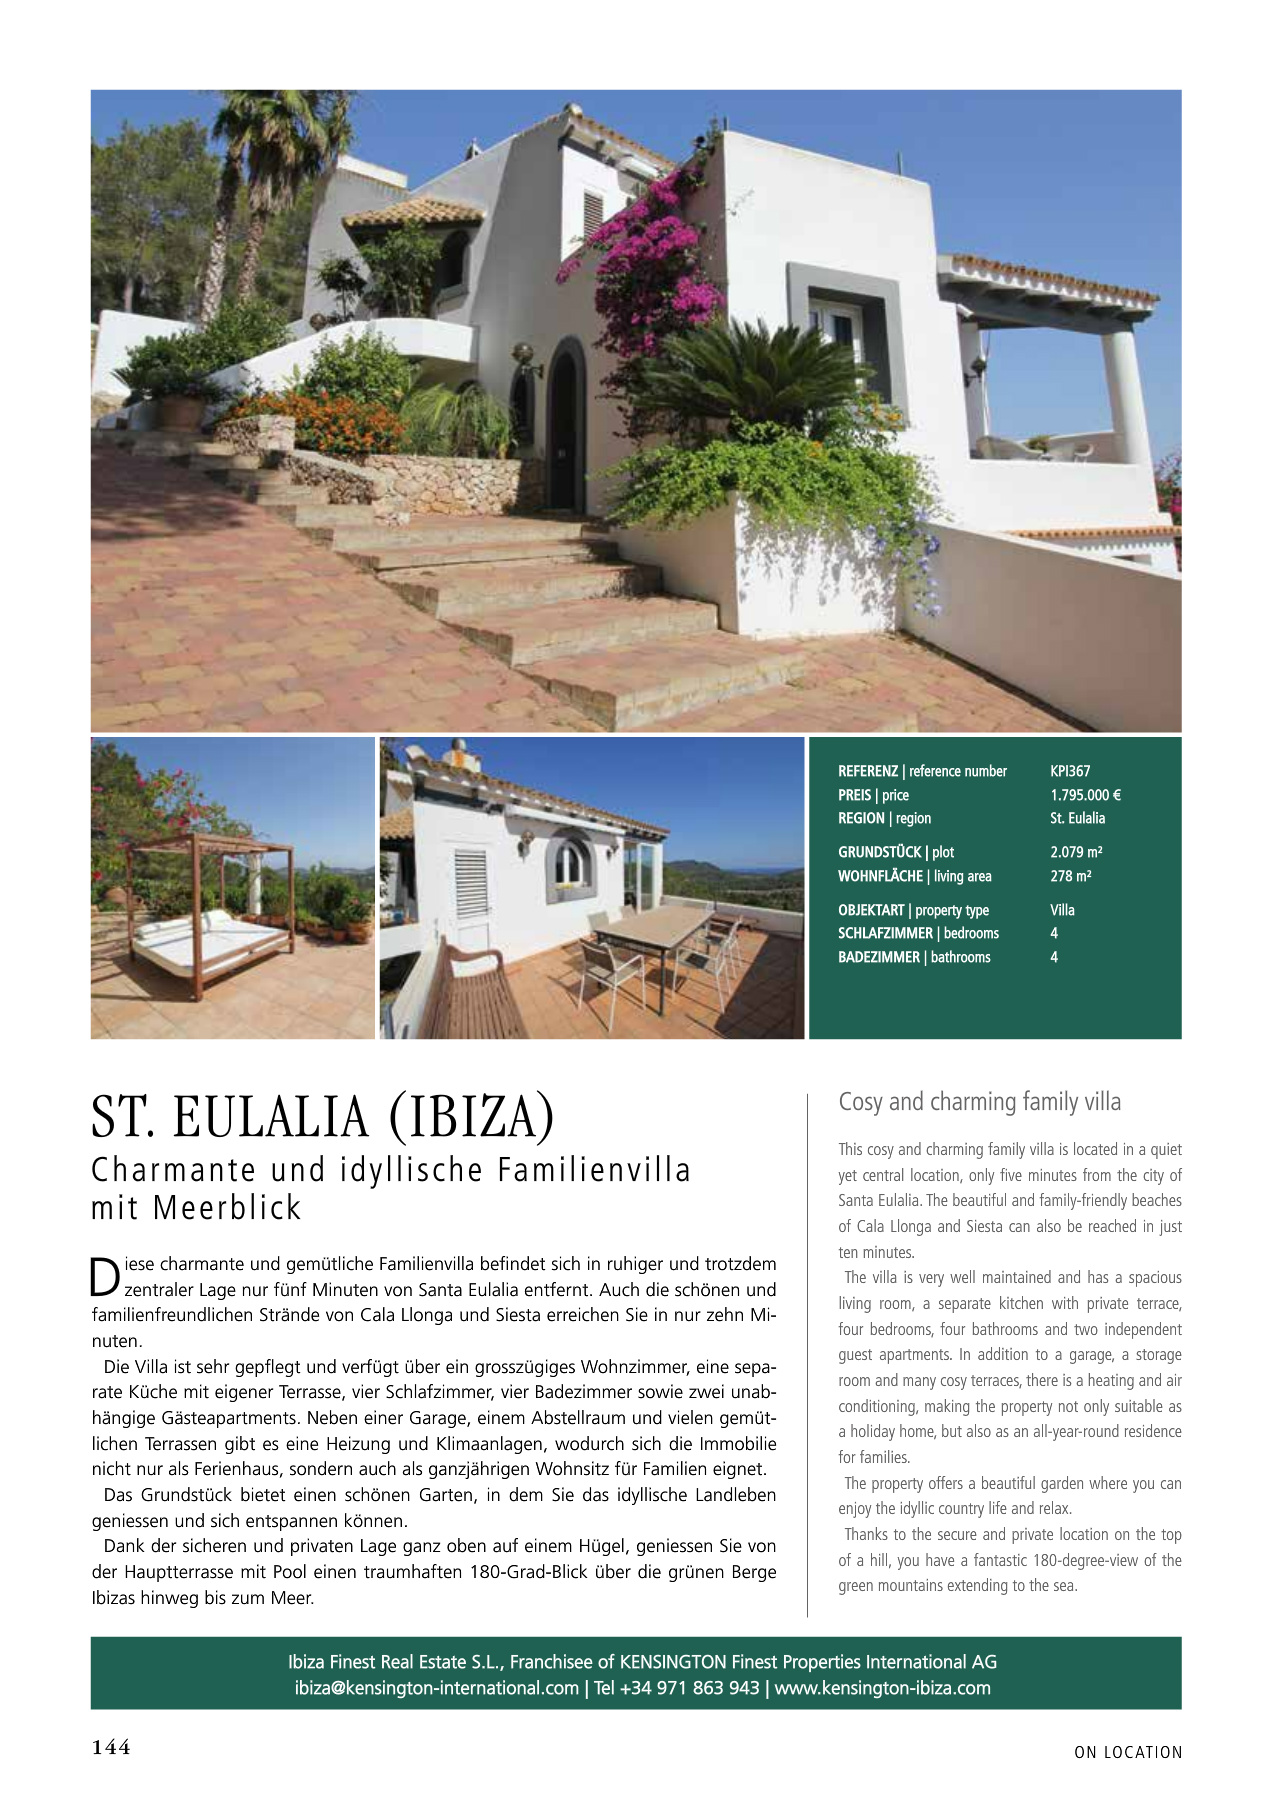 REFERENZ | reference number KPI367
PREIS | price 1.795.000 €
REGION | region St. Eulalia
GRUNDSTÜCK | plot 2.079 m²
WOHNFLÄCHE | living area 278 m²
OBJEKTART | property type Villa
SCHLAFZIMMER | bedrooms 4
BADEZIMMER | bathrooms 4
ST. EULALIA (IBIZA)
Charmante und idyllische Familienvilla
mit Meerblick
Diese charmante und gemütliche Familienvilla befindet sich in ruhiger und trotzdem
zentraler Lage nur fünf Minuten von Santa Eulalia entfernt. Auch die schönen und
familienfreundlichen Strände von Cala Llonga und Siesta erreichen Sie in nur zehn Mi-
nuten.
Die Villa ist sehr gepflegt und verfügt über ein grosszügiges Wohnzimmer, eine sepa-
rate Küche mit eigener Terrasse, vier Schlafzimmer, vier Badezimmer sowie zwei unab-
hängige Gästeapartments. Neben einer Garage, einem Abstellraum und vielen gemüt-
lichen Terrassen gibt es eine Heizung und Klimaanlagen, wodurch sich die Immobilie
nicht nur als Ferienhaus, sondern auch als ganzjährigen Wohnsitz für Familien eignet.
Das Grundstück bietet einen schönen Garten, in dem Sie das idyllische Landleben
geniessen und sich entspannen können.
Dank der sicheren und privaten Lage ganz oben auf einem Hügel, geniessen Sie von
der Hauptterrasse mit Pool einen traumhaften 180-Grad-Blick über die grünen Berge
Ibizas hinweg bis zum Meer.
Cosy and charming family villa
This cosy and charming family villa is located in a quiet
yet central location, only five minutes from the city of
Santa Eulalia. The beautiful and family-friendly beaches
of Cala Llonga and Siesta can also be reached in just
ten minutes.
The villa is very well maintained and has a spacious
living room, a separate kitchen with private terrace,
four bedrooms, four bathrooms and two independent
guest apartments. In addition to a garage, a storage
room and many cosy terraces, there is a heating and air
conditioning, making the property not only suitable as
a holiday home, but also as an all-year-round residence
for families.
The property offers a beautiful garden where you can
enjoy the idyllic country life and relax.
Thanks to the secure and private location on the top
of a hill, you have a fantastic 180-degree-view of the
green mountains extending to the sea.
Ibiza Finest Real Estate S.L., Franchisee of KENSINGTON Finest Properties International AG
ibiza@kensington-international.com | Tel +34 971 863 943 | www.kensington-ibiza.com
144
ON LOCATION